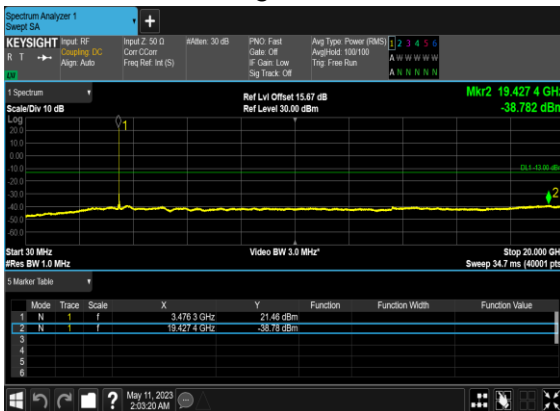 Spectrum Analyzer 1
Swept SA
KEYSIGHT Input: RF Input Z: 50 Ω #Atten: 30 dB PNO: Fast Avg Type: Power (RMS) 1 2 3 4 5 6
R T Coupling: DC Corr CCorr Gate: Off Avg|Hold: 100/100 A W W W W W
Align: Auto Freq Ref: Int (S) IF Gain: Low Trig: Free Run
LW Sig Track: Off A N N N N N
1 Spectrum Ref Lvl Offset 15.67 dB Mkr2 19.427 4 GHz
Scale/Div 10 dB Ref Level 30.00 dBm -38.782 dBm
Log
1
20.0
10.0
0.00
-10.0
DL1 -13.00 dBm
-20.0
-30.0
2
-40.0
-50.0
-60.0
Start 30 MHz Video BW 3.0 MHz* Stop 20.000 GH
#Res BW 1.0 MHz Sweep 34.7 ms (40001 pts
5 Marker Table
Mode Trace Scale X Y Function Function Width Function Value
1 N 1 f 3.476 3 GHz 21.46 dBm
2 N 1 f 19.427 4 GHz -38.78 dBm
3
4
5
6
? May 11, 2023
2:03:20 AM